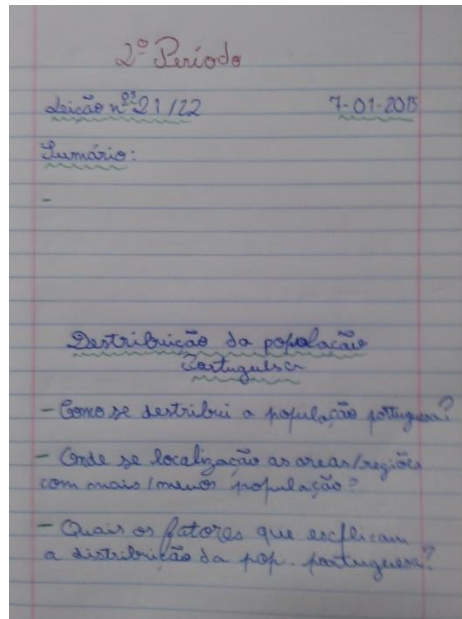 2º Período
Lição nºs 21/22 7-01-2015
Sumário:
-
Destribuição da população
Portuguesa
- Como se destribui a população portuguesa?
- Onde se localização as areas/regiões
com mais/menos população?
- Quais os fatores que escflicam
a distribuição da pop. portuguesa?